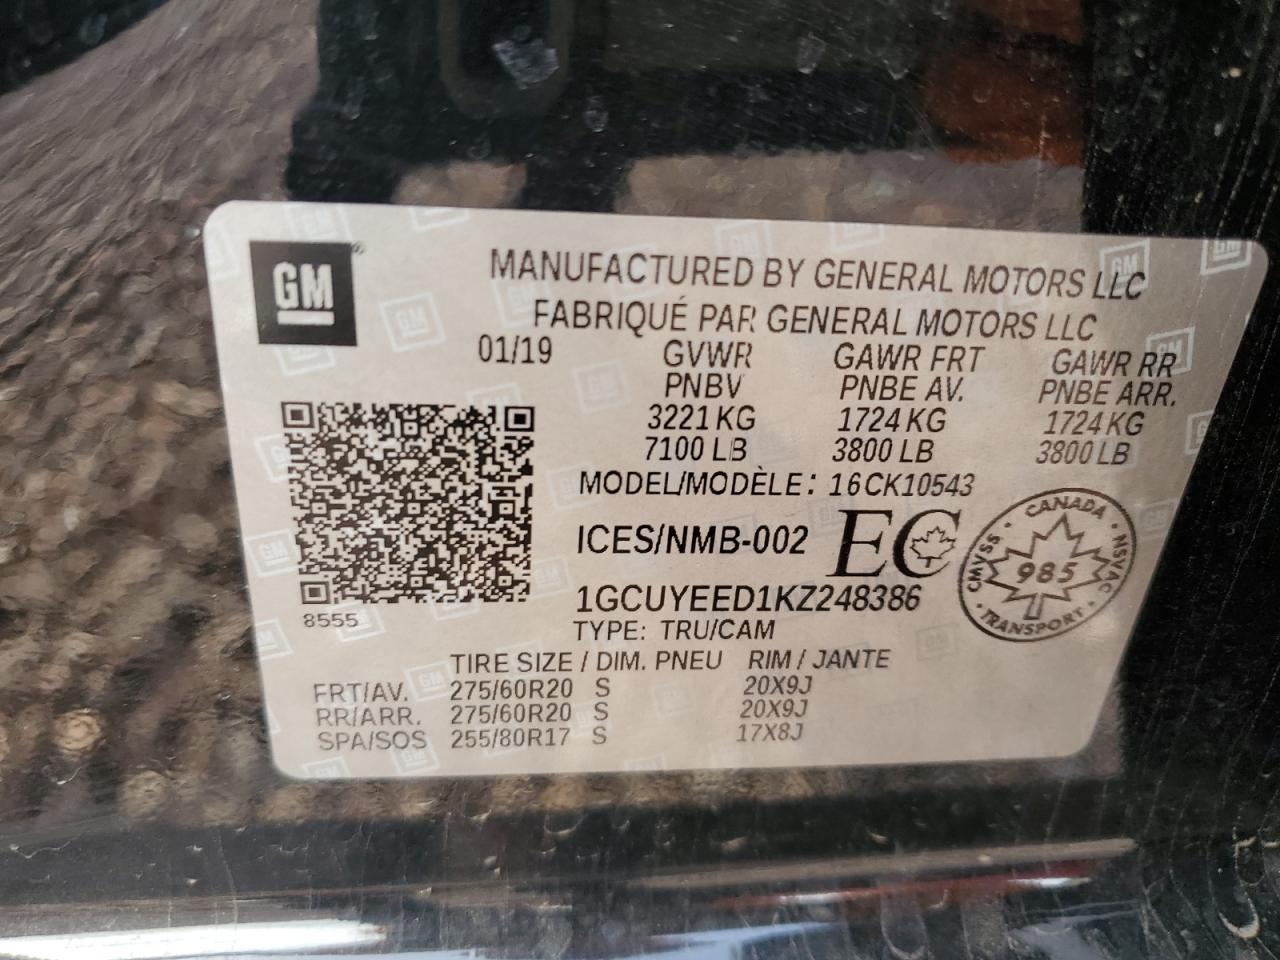 GM
MANUFACTURED BY GENERAL MOTORS LLC
FABRIQUÉ PAR GENERAL MOTORS LLC
01/19 GVWR GAWR FRT GAWR RR
PNBV PNBE AV. PNBE ARR.
3221 KG 1724 KG 1724 KG
7100 LB 3800 LB 3800 LB
MODEL/MODÈLE: 16CK10543
ICES/NMB-002 EC
CANADA
CMVSS 985 NSVAC
TRANSPORT
1GCUYEED1KZ248386
8555
TYPE: TRU/CAM
TIRE SIZE / DIM. PNEU RIM / JANTE
FRT/AV. 275/60R20 S 20X9J
RR/ARR. 275/60R20 S 20X9J
SPA/SOS 255/80R17 S 17X8J